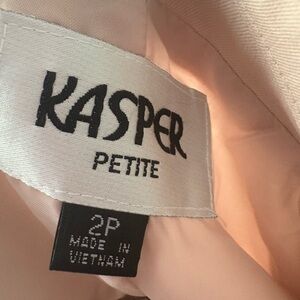 KASPER
PETITE
2P
MADE IN
VIETNAM